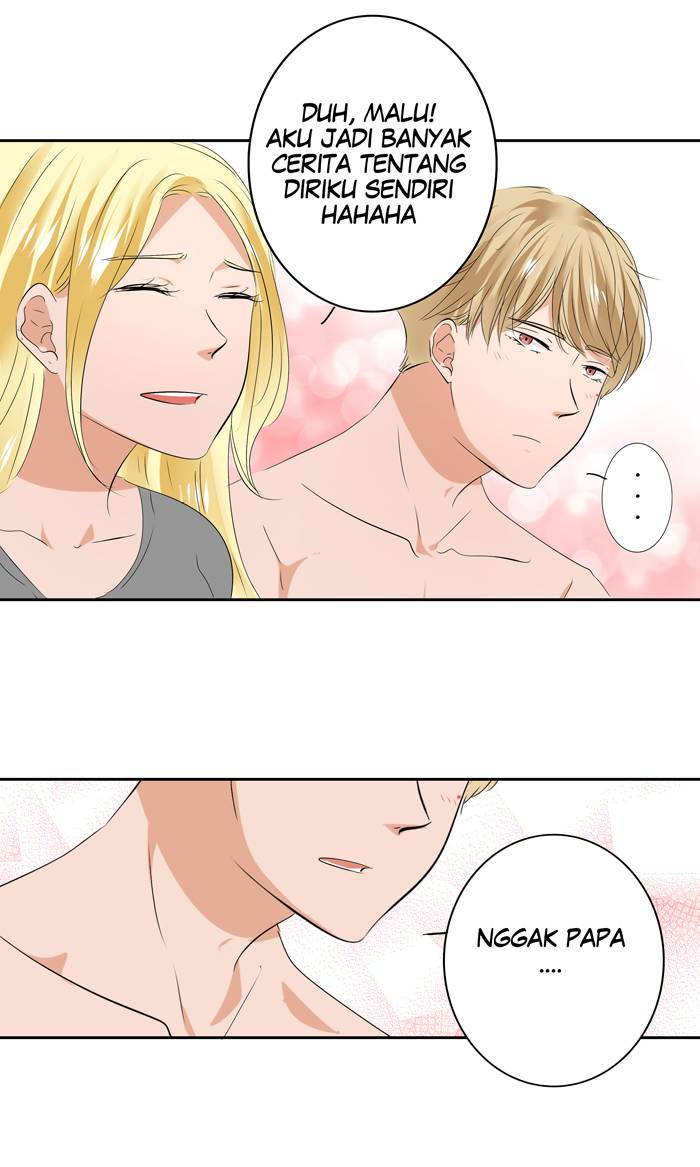 DUH, MALU!
AKU JADI BANYAK
CERITA TENTANG
DIRIKU SENDIRI
HAHAHA
...
NGGAK PAPA
....